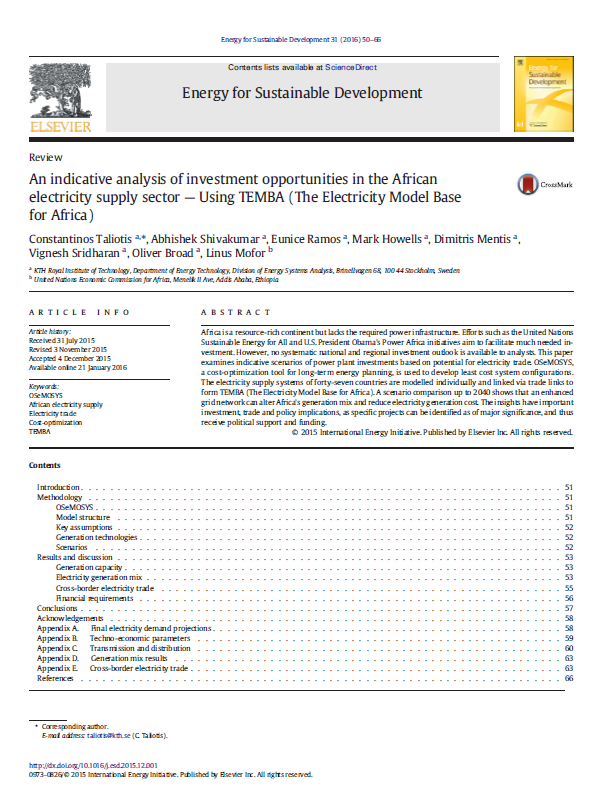 Energy for Sustainable Development 31 (2016) 50–66
Contents lists available at ScienceDirect
Energy for Sustainable Development
ELSEVIER
Energy for
Sustainable
Development
Review
An indicative analysis of investment opportunities in the African
electricity supply sector — Using TEMBA (The Electricity Model Base
for Africa)
CrossMark
Constantinos Taliotis a,*, Abhishek Shivakumar a, Eunice Ramos a, Mark Howells a, Dimitris Mentis a,
Vignesh Sridharan a, Oliver Broad a, Linus Mofor b
a KTH Royal Institute of Technology, Department of Energy Technology, Division of Energy Systems Analysis, Brinellvagen 68, 100 44 Stockholm, Sweden
b United Nations Economic Commission for Africa, Menelik II Ave, Addis Ababa, Ethiopia
ARTICLE INFO
Article history:
Received 31 July 2015
Revised 3 November 2015
Accepted 4 December 2015
Available online 21 January 2016
Keywords:
OSeMOSYS
African electricity supply
Electricity trade
Cost-optimization
TEMBA
ABSTRACT
Africa is a resource-rich continent but lacks the required power infrastructure. Efforts such as the United Nations
Sustainable Energy for All and U.S. President Obama's Power Africa initiatives aim to facilitate much needed in-
vestment. However, no systematic national and regional investment outlook is available to analysts. This paper
examines indicative scenarios of power plant investments based on potential for electricity trade. OSeMOSYS,
a cost-optimization tool for long-term energy planning, is used to develop least cost system configurations.
The electricity supply systems of forty-seven countries are modelled individually and linked via trade links to
form TEMBA (The Electricity Model Base for Africa). A scenario comparison up to 2040 shows that an enhanced
grid network can alter Africa's generation mix and reduce electricity generation cost. The insights have important
investment, trade and policy implications, as specific projects can be identified as of major significance, and thus
receive political support and funding.
© 2015 International Energy Initiative. Published by Elsevier Inc. All rights reserved.
Contents
Introduction . . . 51
Methodology . . . 51
OSeMOSYS . . . 51
Model structure . . . 51
Key assumptions . . . 52
Generation technologies . . . 52
Scenarios . . . 52
Results and discussion . . . 53
Generation capacity . . . 53
Electricity generation mix . . . 53
Cross-border electricity trade . . . 55
Financial requirements . . . 56
Conclusions . . . 57
Acknowledgements . . . 58
Appendix A. Final electricity demand projections . . . 58
Appendix B. Techno-economic parameters . . . 59
Appendix C. Transmission and distribution . . . 60
Appendix D. Generation mix results . . . 63
Appendix E. Cross-border electricity trade . . . 63
References . . . 66
* Corresponding author.
E-mail address: taliotis@kth.se (C. Taliotis).
http://dx.doi.org/10.1016/j.esd.2015.12.001
0973-0826/© 2015 International Energy Initiative. Published by Elsevier Inc. All rights reserved.